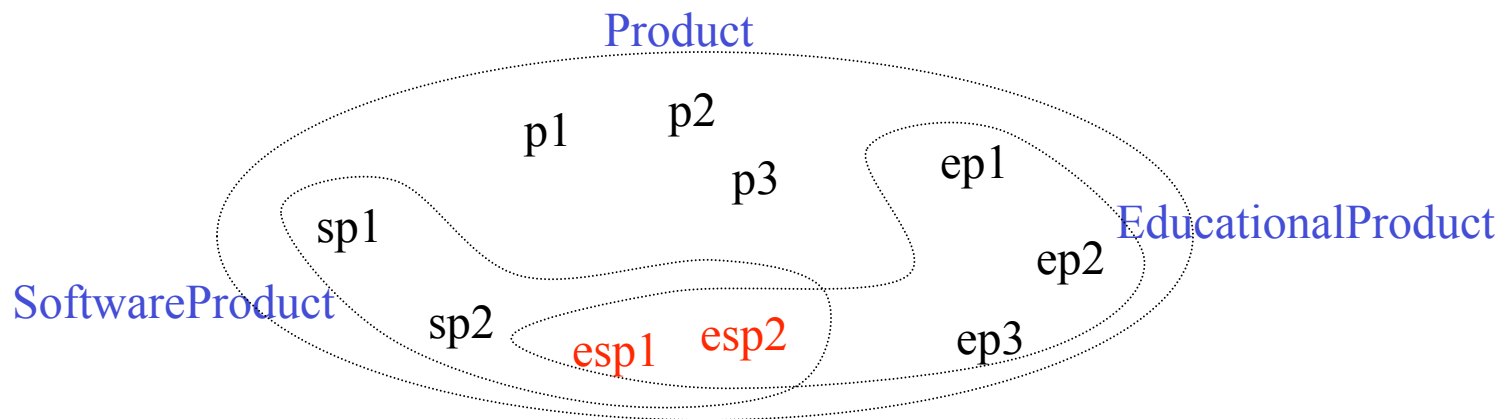 Product
p1
p2
p3
ep1
sp1
EducationalProduct
ep2
SoftwareProduct
sp2
esp1
esp2
ep3